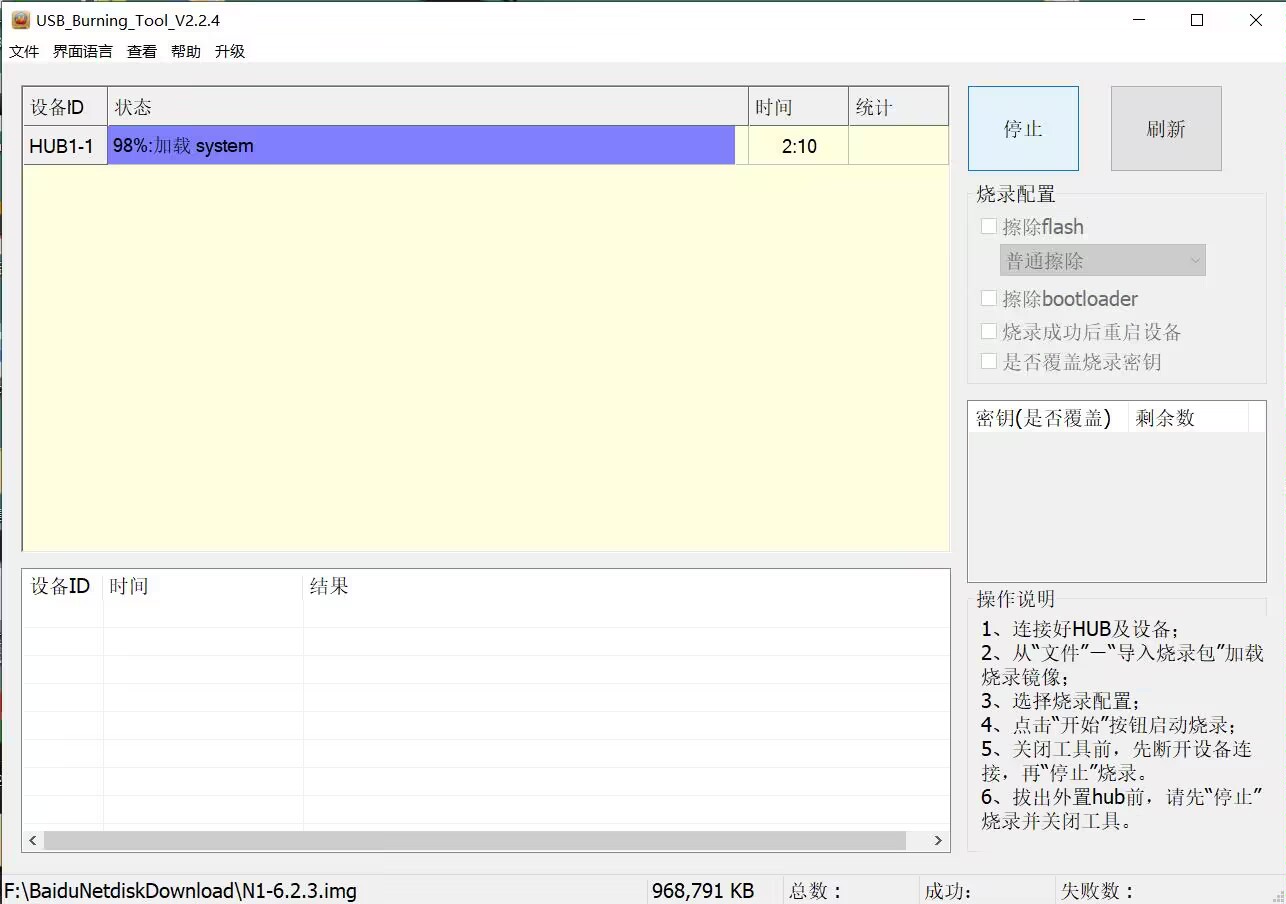 USB_Burning_Tool_V2.2.4
文件 界面语言 查看 帮助 升级
设备ID 状态 时间 统计
HUB1-1 98%:加载 system 2:10
停止 刷新
烧录配置
擦除flash
普通擦除
擦除bootloader
烧录成功后重启设备
是否覆盖烧录密钥
密钥(是否覆盖) 剩余数
设备ID 时间 结果
操作说明
1、连接好HUB及设备；
2、从“文件”－“导入烧录包”加载
烧录镜像；
3、选择烧录配置；
4、点击“开始”按钮启动烧录；
5、关闭工具前，先断开设备连
接，再“停止”烧录。
6、拔出外置hub前，请先“停止”
烧录并关闭工具。
F:\BaiduNetdiskDownload\N1-6.2.3.img 968,791 KB 总数： 成功： 失败数：